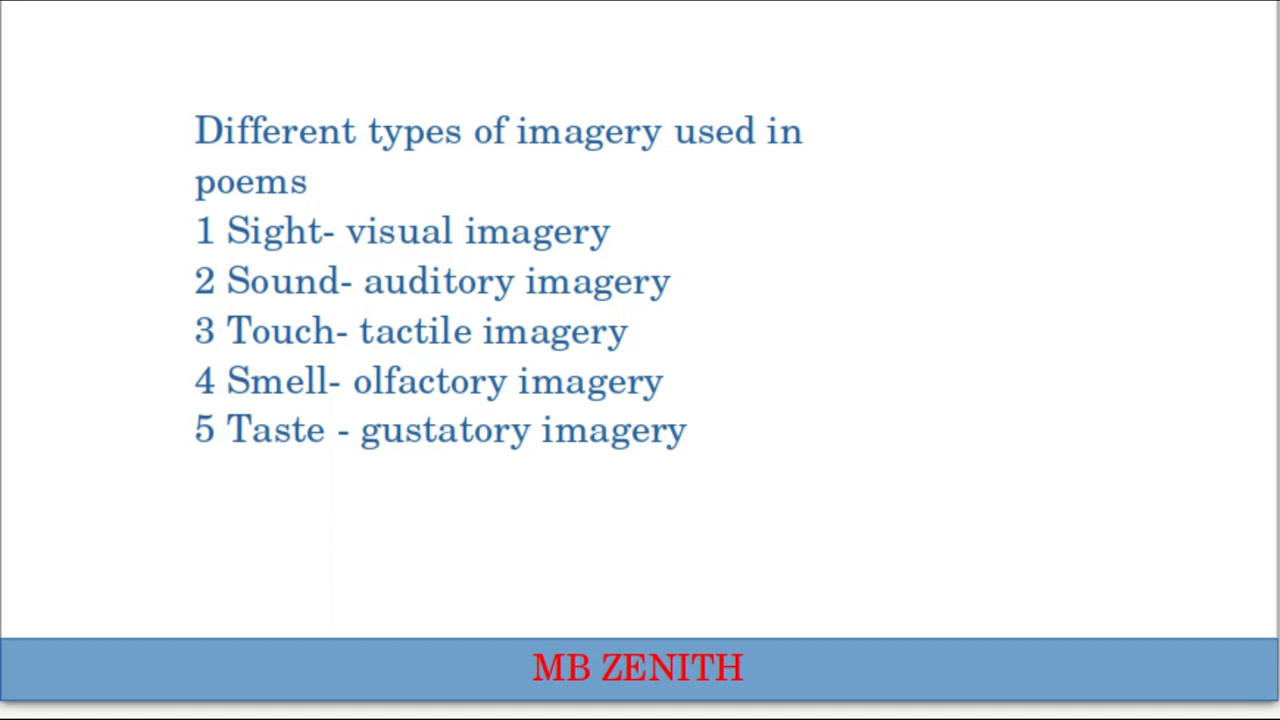 Different types of imagery used in
poems
1 Sight- visual imagery
2 Sound- auditory imagery
3 Touch- tactile imagery
4 Smell- olfactory imagery
5 Taste - gustatory imagery
MB ZENITH